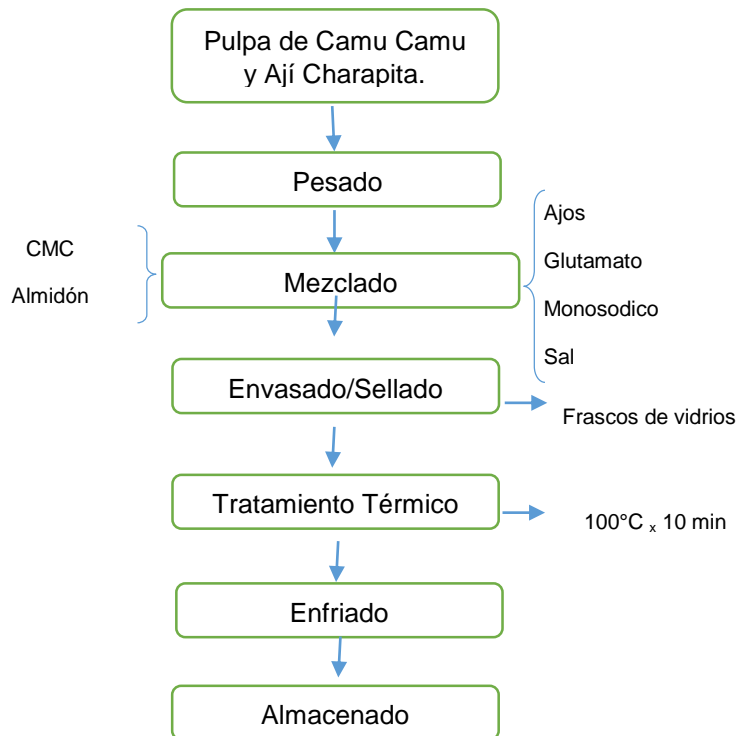 Pulpa de Camu Camu
y Ají Charapita.
Pesado
CMC
Almidón
Mezclado
Ajos
Glutamato
Monosodico
Sal
Envasado/Sellado
Frascos de vidrios
Tratamiento Térmico
100°C x 10 min
Enfriado
Almacenado